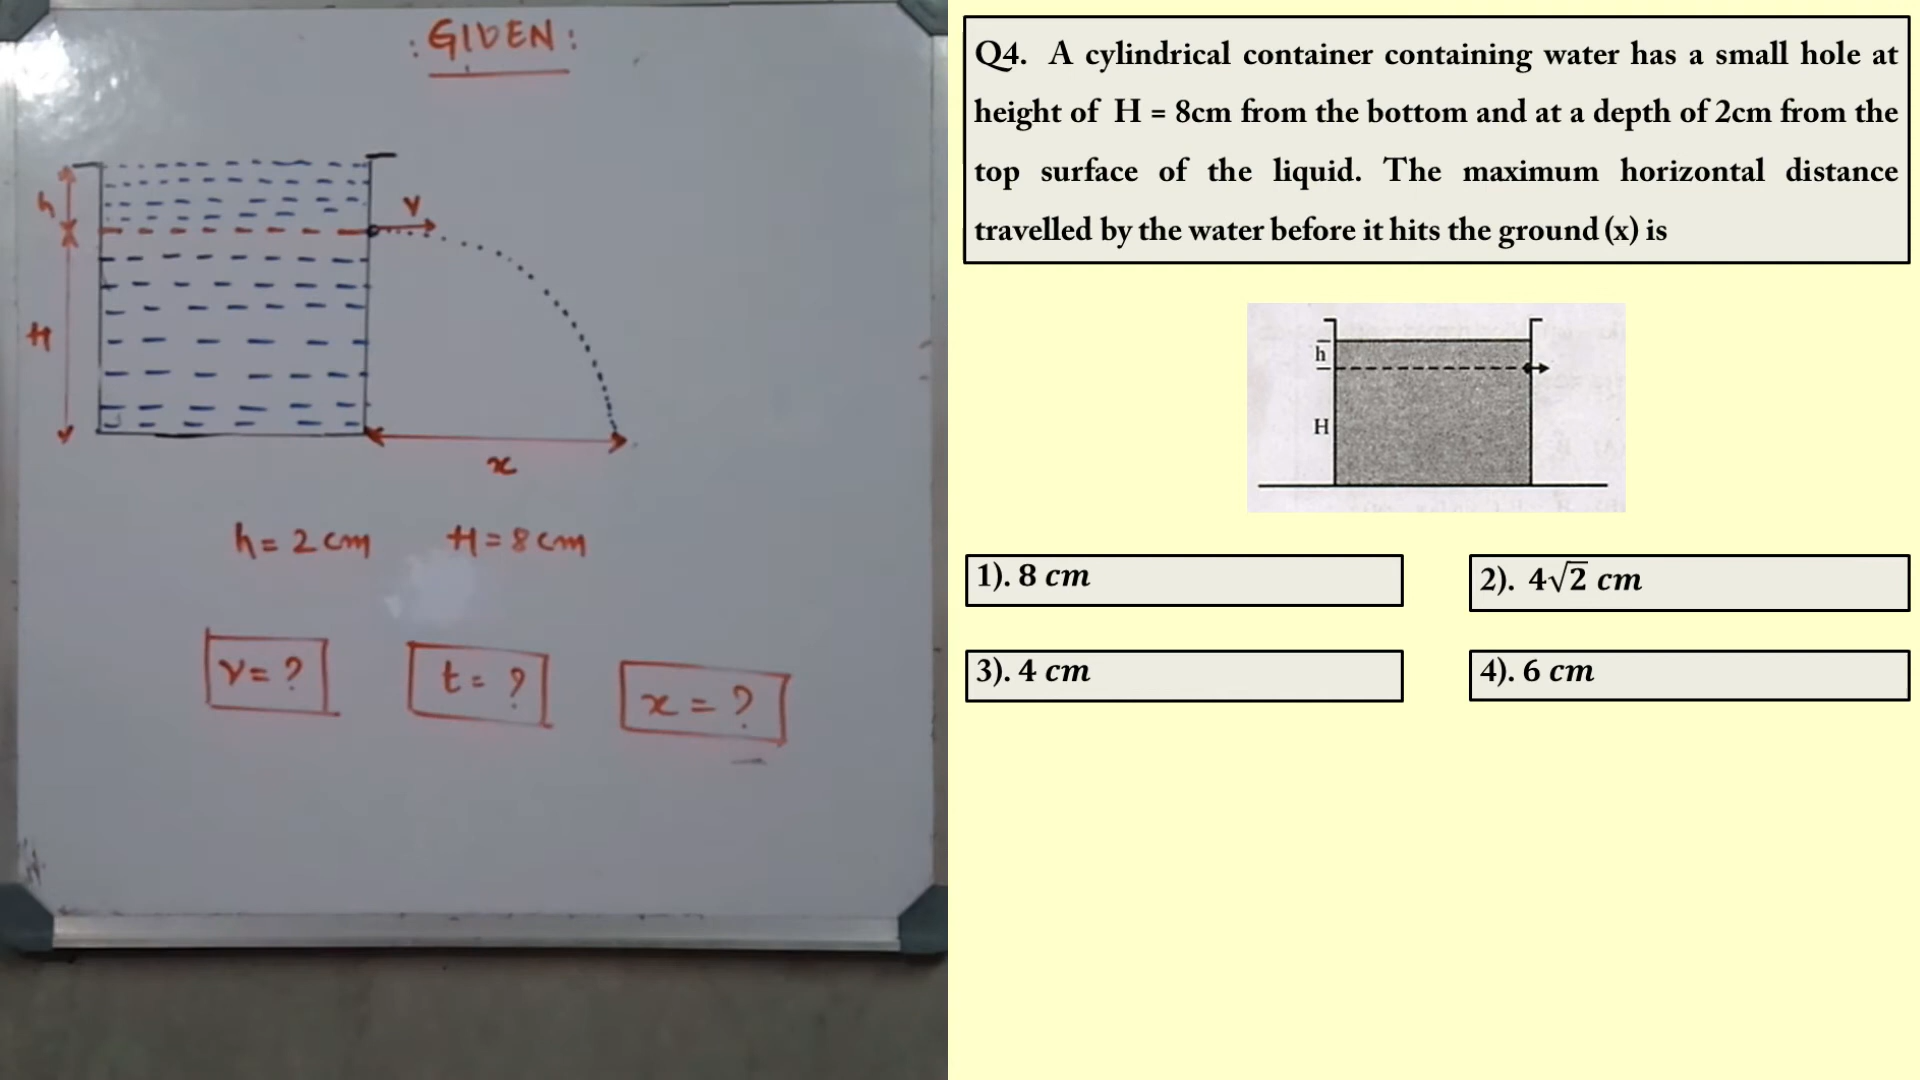 : GIVEN :
h
v
H
x
h = 2 cm H = 8 cm
v = ?
t = ?
x = ?
Q4. A cylindrical container containing water has a small hole at
height of H = 8cm from the bottom and at a depth of 2cm from the
top surface of the liquid. The maximum horizontal distance
travelled by the water before it hits the ground (x) is
h
H
1). 8 cm
2). 4√2 cm
3). 4 cm
4). 6 cm